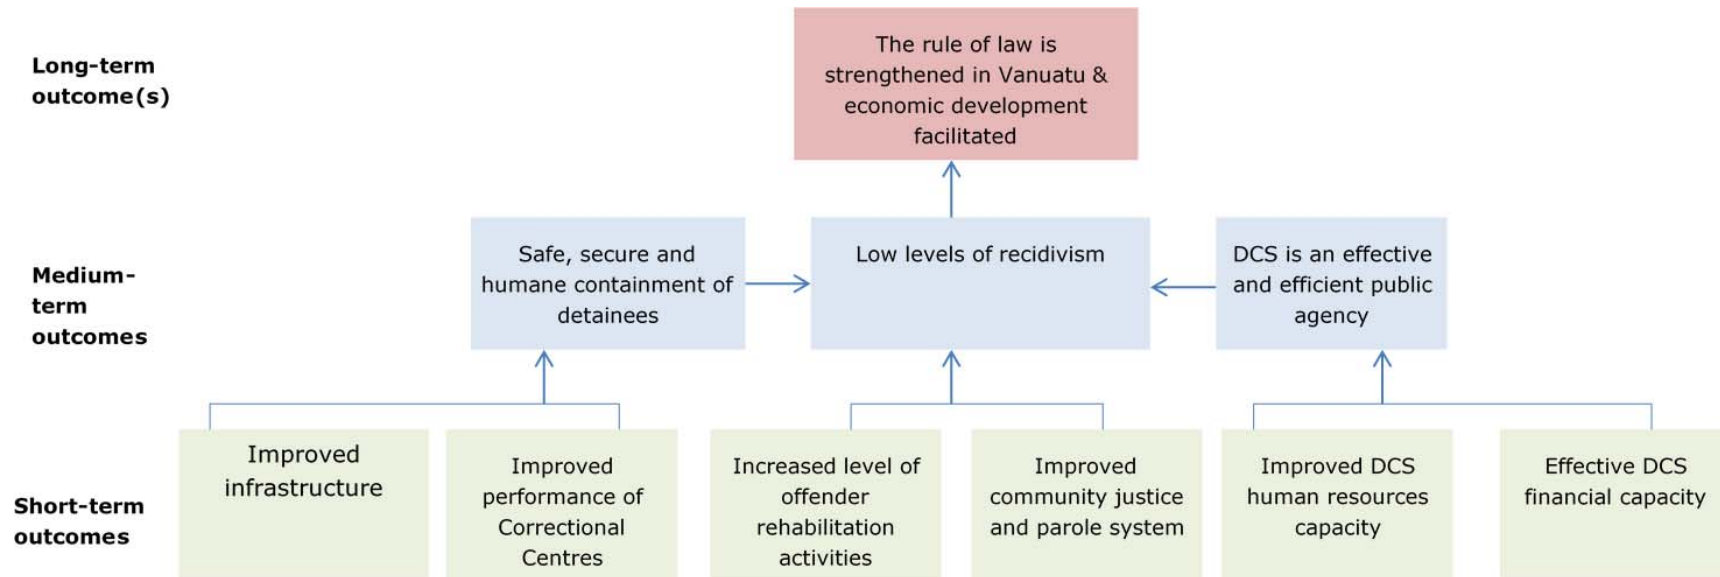 Long-term
outcome(s)
The rule of law is
strengthened in Vanuatu &
economic development
facilitated
Medium-
term
outcomes
Safe, secure and
humane containment of
detainees
Low levels of recidivism
DCS is an effective
and efficient public
agency
Short-term
outcomes
Improved
infrastructure
Improved
performance of
Correctional
Centres
Increased level of
offender
rehabilitation
activities
Improved
community justice
and parole system
Improved DCS
human resources
capacity
Effective DCS
financial capacity